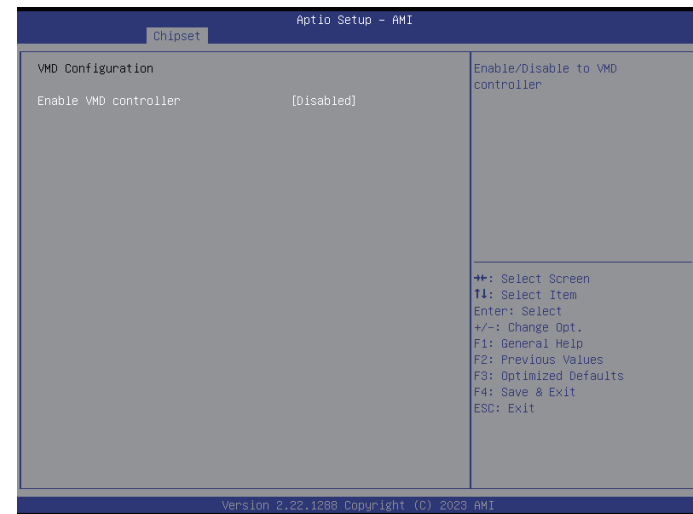 Aptio Setup – AMI
Chipset
VMD Configuration
Enable VMD controller [Disabled]
Enable/Disable to VMD
controller
→←: Select Screen
↑↓: Select Item
Enter: Select
+/-: Change Opt.
F1: General Help
F2: Previous Values
F3: Optimized Defaults
F4: Save & Exit
ESC: Exit
Version 2.22.1288 Copyright (C) 2023 AMI